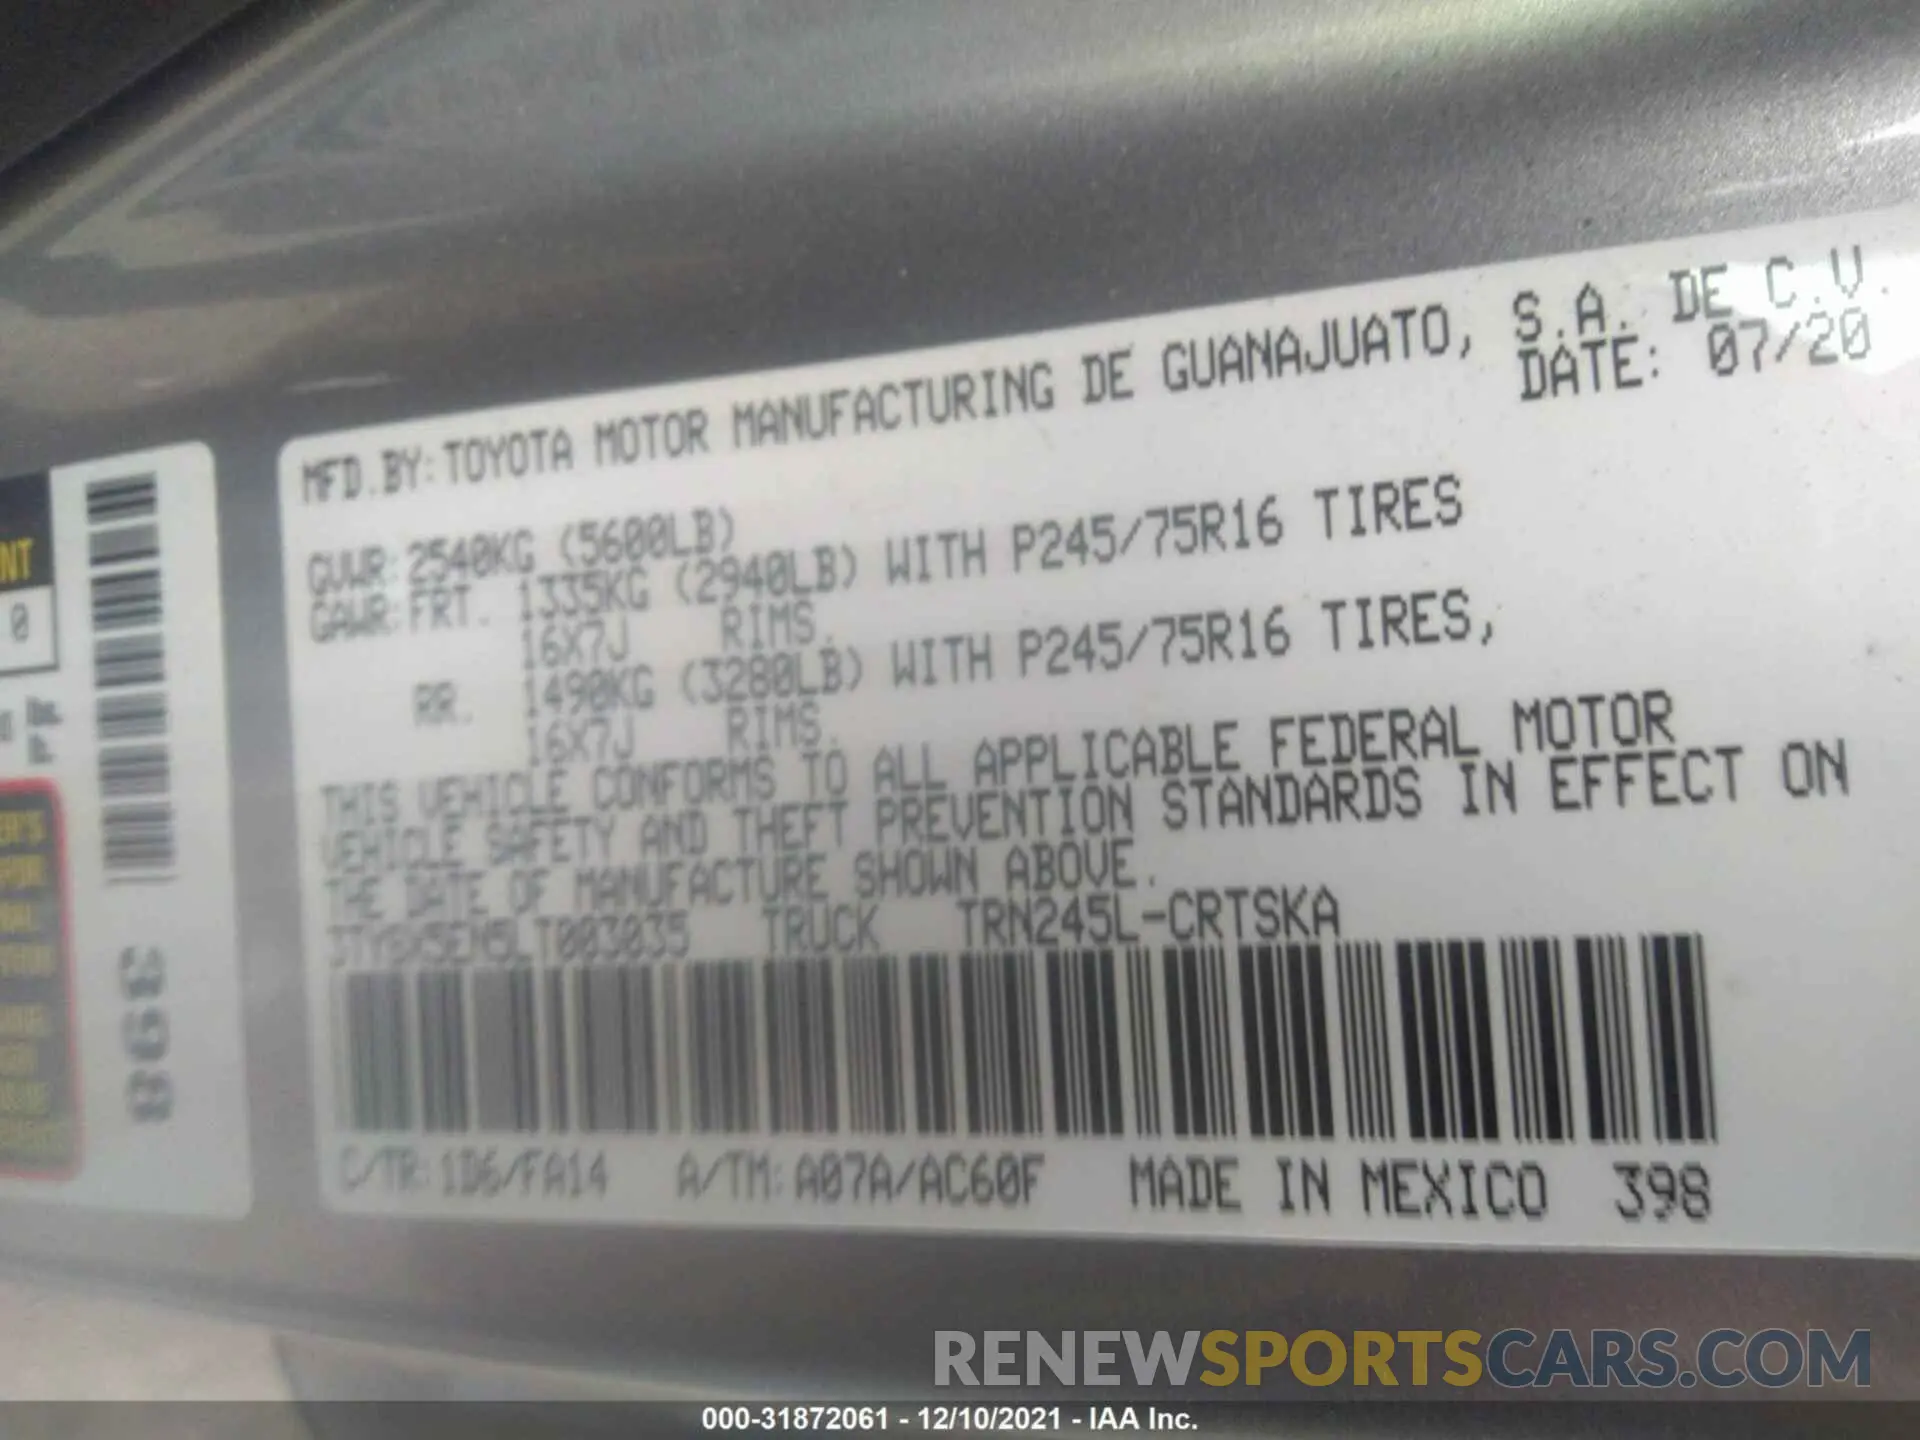 MFD.BY:TOYOTA MOTOR MANUFACTURING DE GUANAJUATO, S.A. DE C.V.
DATE: 07/20
GVWR:2540KG (5600LB)
GAWR:FRT. 1335KG (2940LB) WITH P245/75R16 TIRES
16X7J RIMS.
RR. 1490KG (3280LB) WITH P245/75R16 TIRES,
16X7J RIMS.
THIS VEHICLE CONFORMS TO ALL APPLICABLE FEDERAL MOTOR
VEHICLE SAFETY AND THEFT PREVENTION STANDARDS IN EFFECT ON
THE DATE OF MANUFACTURE SHOWN ABOVE.
TRUCK TRN245L-CRTSKA
C/TR:1D6/FA14 A/TM:A07A/AC60F MADE IN MEXICO 398
NT
0
398
RENEWSPORTSCARS.COM
000-31872061 - 12/10/2021 - IAA Inc.